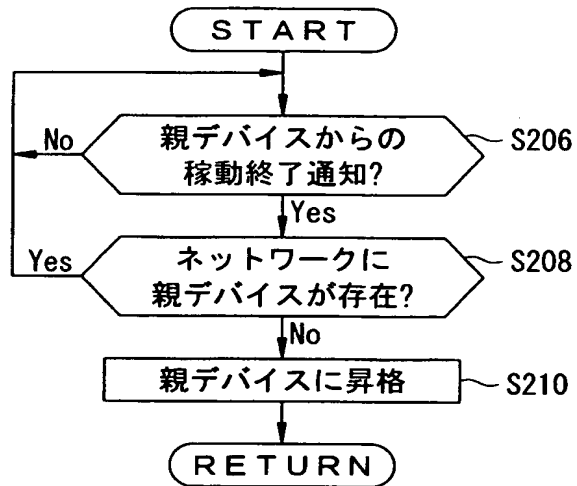 START
No
親デバイスからの
稼動終了通知?
S206
Yes
Yes
ネットワークに
親デバイスが存在?
S208
No
親デバイスに昇格
S210
RETURN